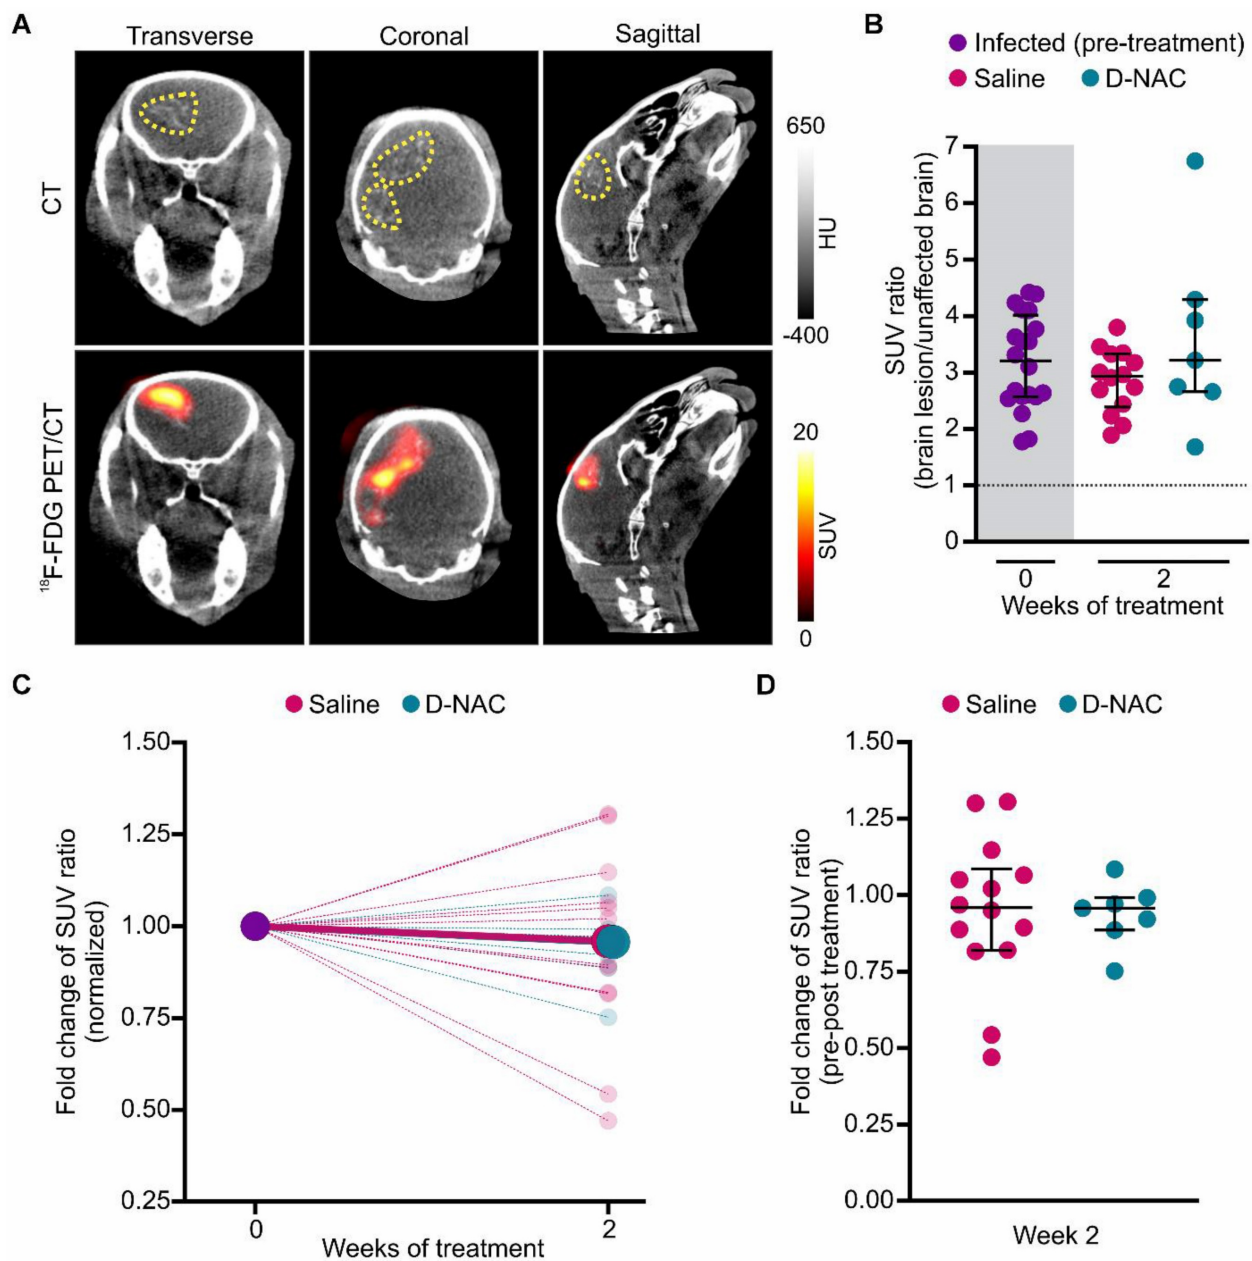 A
Transverse
Coronal
Sagittal
CT
650
HU
-400
¹⁸F-FDG PET/CT
20
SUV
0
B
Infected (pre-treatment)
Saline
D-NAC
SUV ratio
(brain lesion/unaffected brain)
7
6
5
4
3
2
1
0
0
2
Weeks of treatment
C
Saline
D-NAC
Fold change of SUV ratio
(normalized)
1.50
1.25
1.00
0.75
0.50
0.25
0
2
Weeks of treatment
D
Saline
D-NAC
Fold change of SUV ratio
(pre-post treatment)
1.50
1.25
1.00
0.75
0.50
0.25
0.00
Week 2